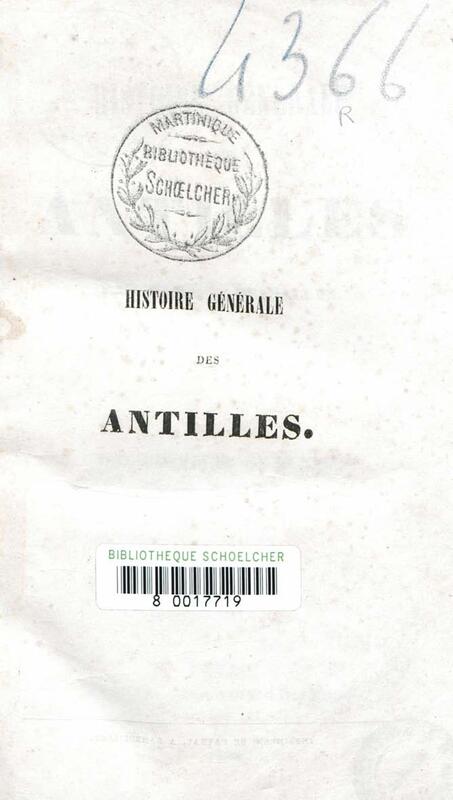 4366
R
MARTINIQUE
BIBLIOTHÈQUE
SCHŒLCHER
HISTOIRE GÉNÉRALE
DES
ANTILLES.
BIBLIOTHEQUE SCHOELCHER
8 0017719